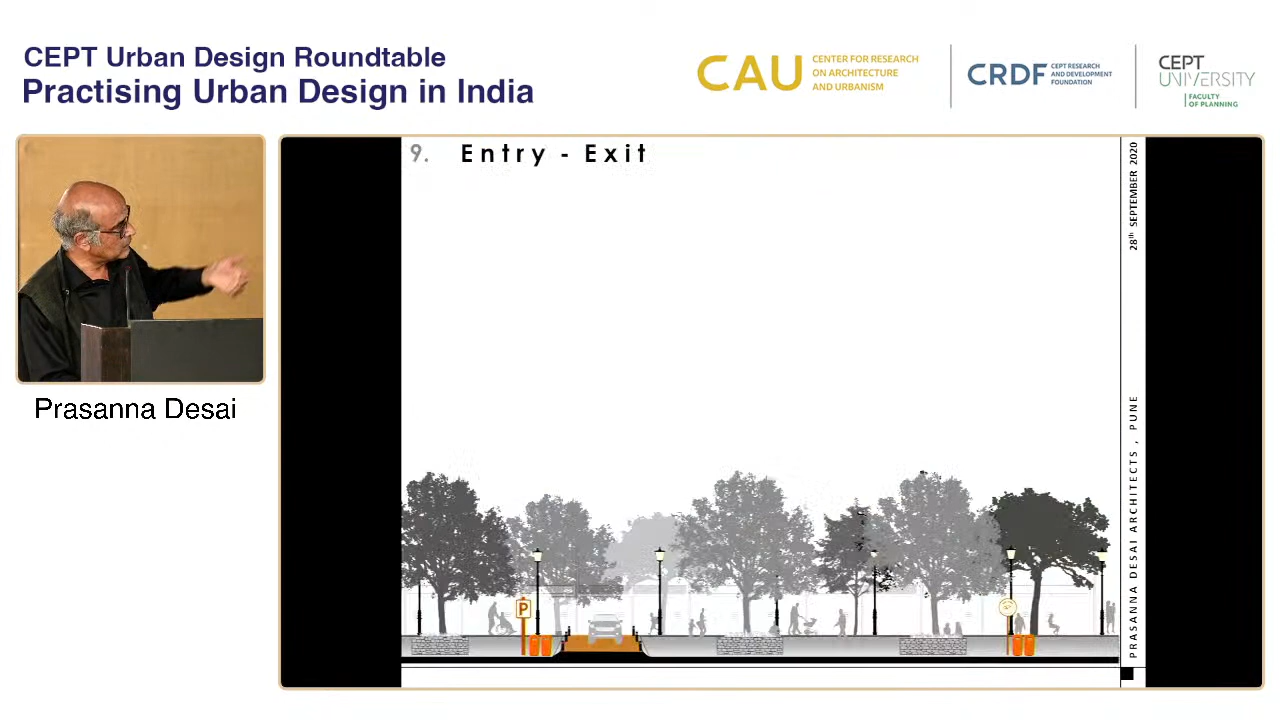 CEPT Urban Design Roundtable
Practising Urban Design in India
CAU
CENTER FOR RESEARCH
ON ARCHITECTURE
AND URBANISM
CRDF
CEPT RESEARCH
AND DEVELOPMENT
FOUNDATION
CEPT
UNIVERSITY
FACULTY
OF PLANNING
9. Entry - Exit
28th SEPTEMBER 2020
PRASANNA DESAI ARCHITECTS , PUNE
P
Prasanna Desai